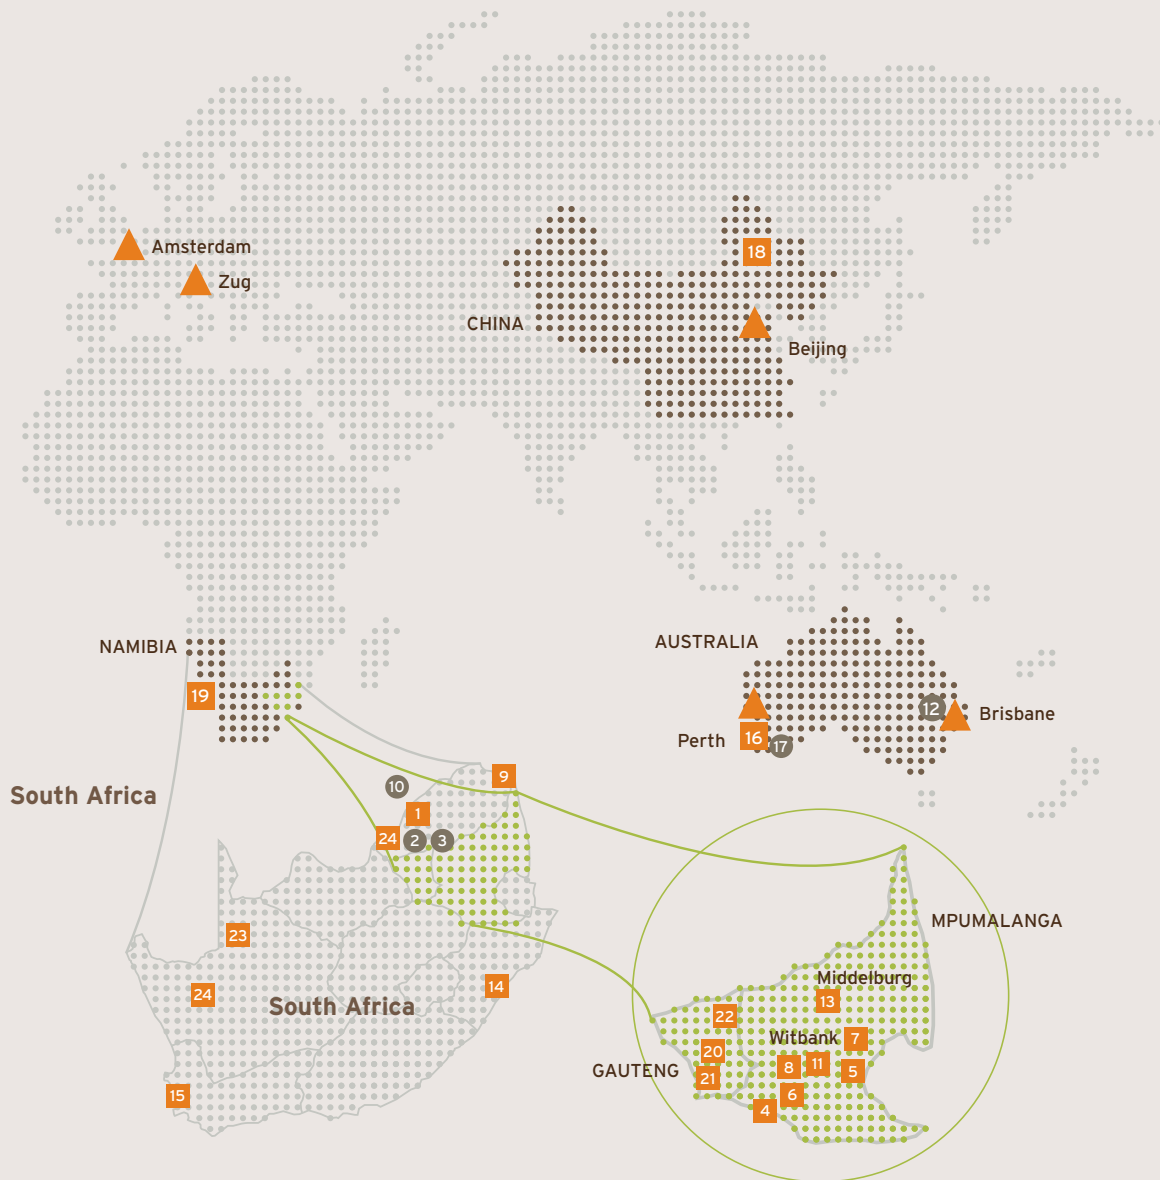 Amsterdam
18
Zug
CHINA
Beijing
AUSTRALIA
NAMIBIA
19
12
Brisbane
Perth
16
17
9
10
South Africa
1
24
2
3
MPUMALANGA
23
Middelburg
14
24
13
South Africa
22
Witbank
7
20
11
8
GAUTENG
5
21
15
6
4